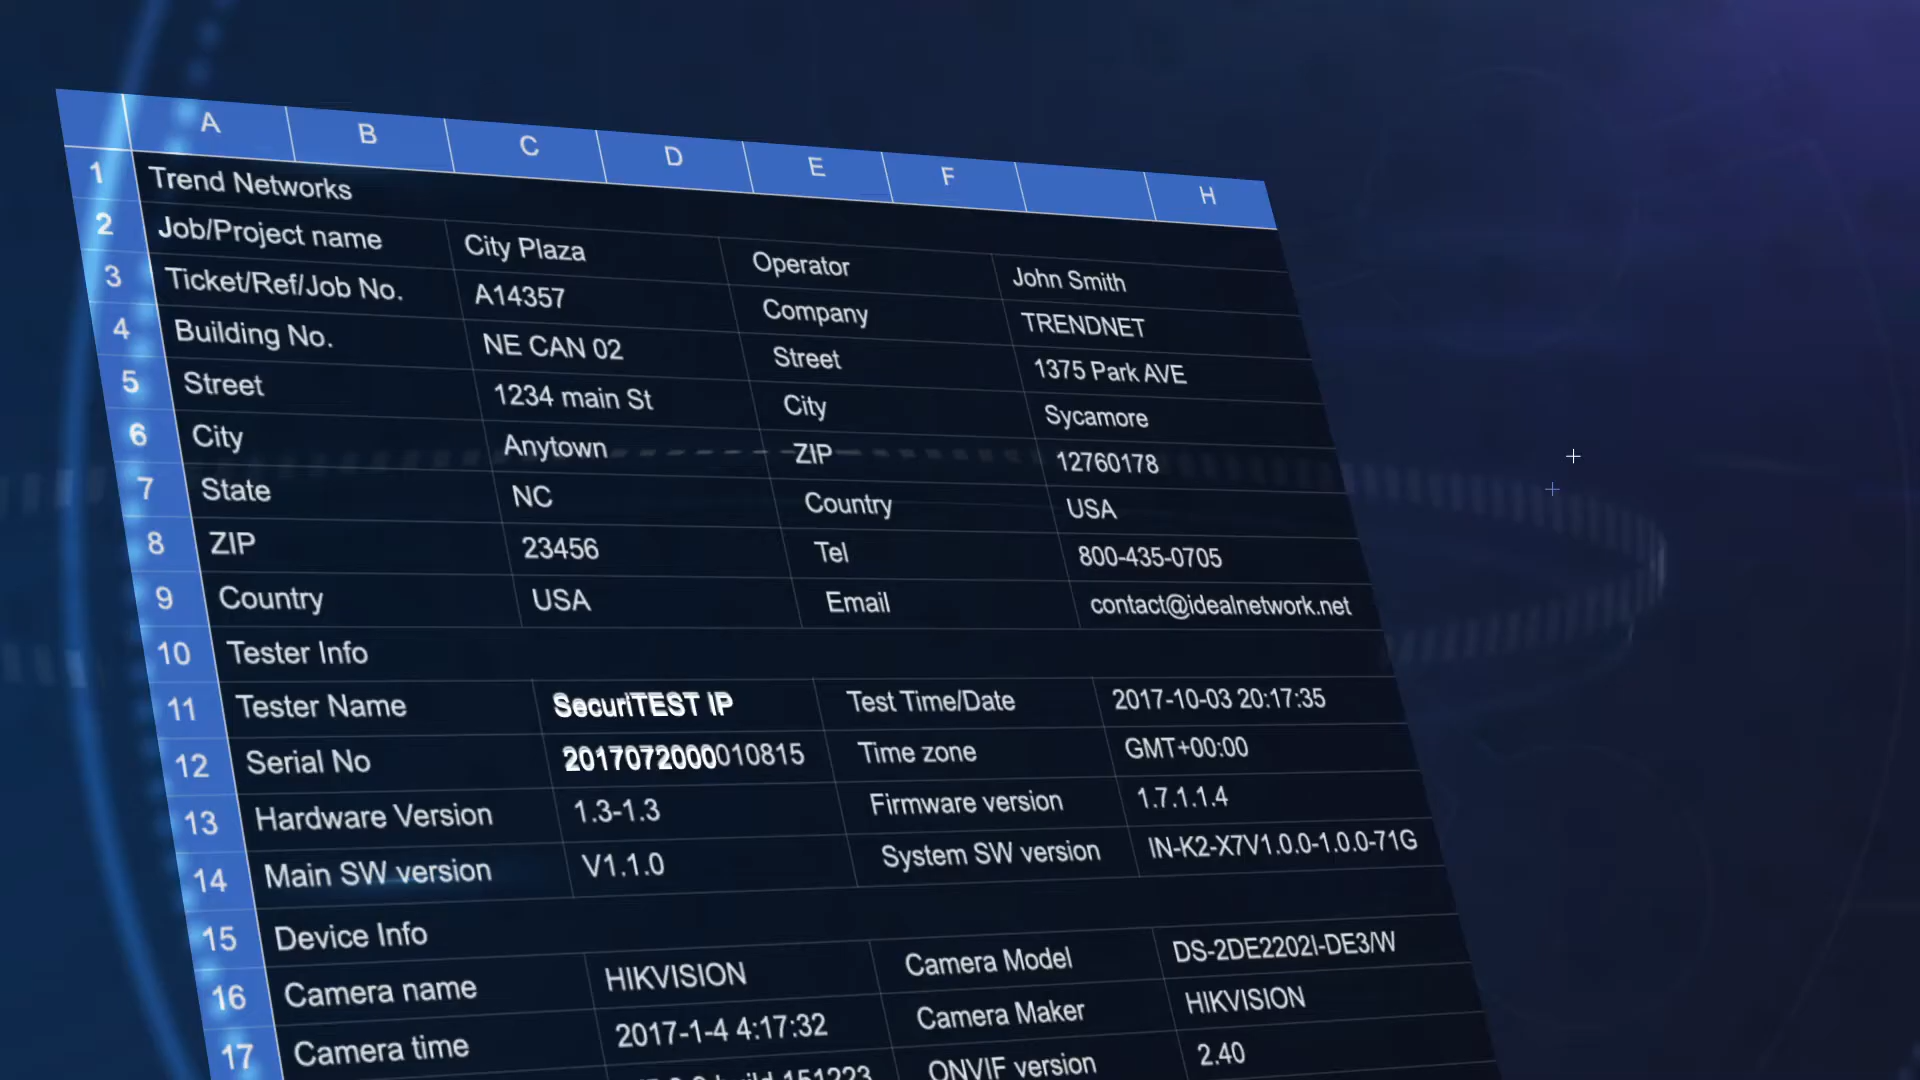 A B C D E F H
1 Trend Networks
2 Job/Project name City Plaza Operator John Smith
3 Ticket/Ref/Job No. A14357 Company TRENDNET
4 Building No. NE CAN 02 Street 1375 Park AVE
5 Street 1234 main St City Sycamore
6 City Anytown ZIP 12760178
7 State NC Country USA
8 ZIP 23456 Tel 800-435-0705
9 Country USA Email contact@idealnetwork.net
10 Tester Info
11 Tester Name SecuriTEST IP Test Time/Date 2017-10-03 20:17:35
12 Serial No 2017072000010815 Time zone GMT+00:00
13 Hardware Version 1.3-1.3 Firmware version 1.7.1.1.4
14 Main SW version V1.1.0 System SW version IN-K2-X7V1.0.0-1.0.0-71G
15 Device Info
16 Camera name HIKVISION Camera Model DS-2DE2202I-DE3/W
17 Camera time 2017-1-4 4:17:32 Camera Maker HIKVISION
build 151223 ONVIF version 2.40